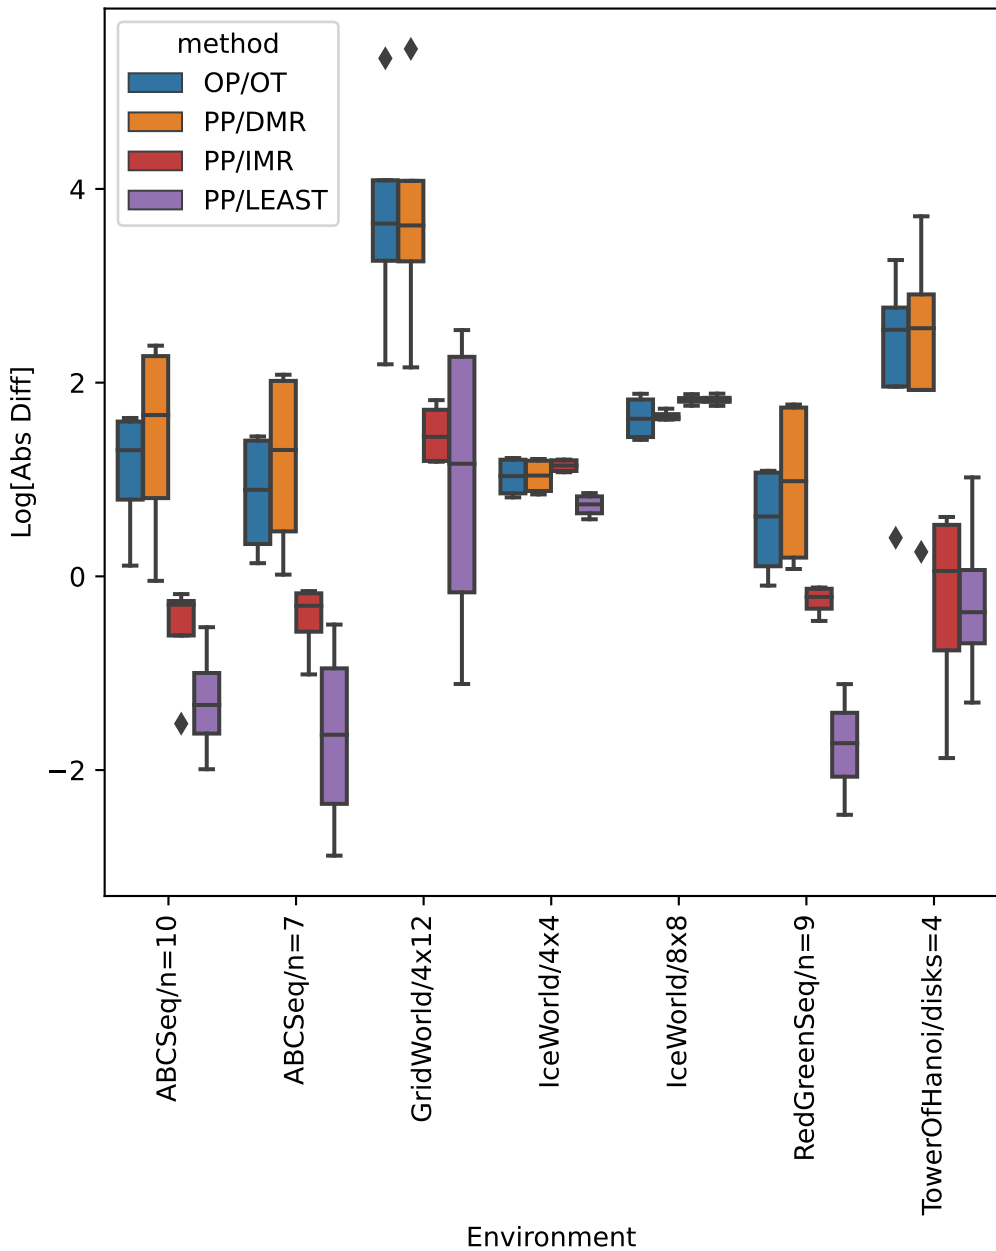 method
OP/OT
PP/DMR
PP/IMR
PP/LEAST
Log[Abs Diff]
4
2
0
−2
ABCSeq/n=10
ABCSeq/n=7
GridWorld/4x12
IceWorld/4x4
IceWorld/8x8
RedGreenSeq/n=9
TowerOfHanoi/disks=4
Environment